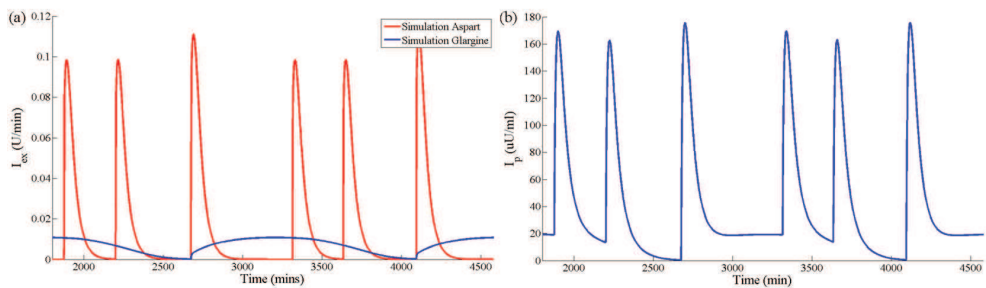 (a)
0.12
0.1
0.08
0.06
0.04
0.02
0
I_ex (U/min)
Simulation Aspart
Simulation Glargine
2000 2500 3000 3500 4000 4500
Time (mins)
(b)
180
160
140
120
100
80
60
40
20
0
I_p (uU/ml)
2000 2500 3000 3500 4000 4500
Time (min)